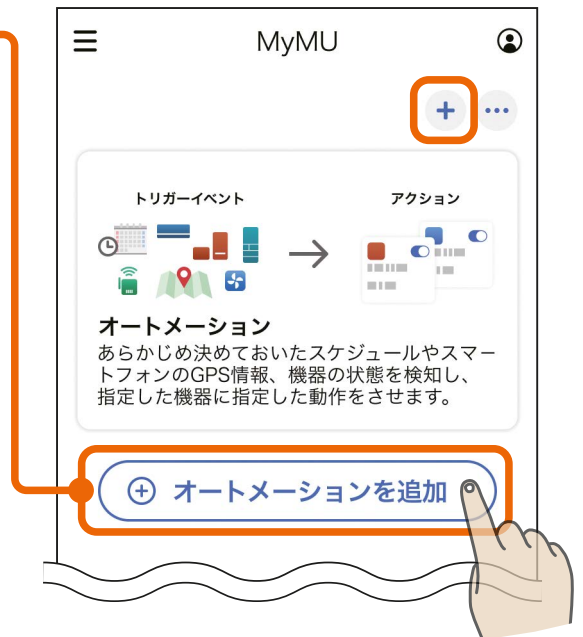 MyMU
トリガーイベント
アクション
オートメーション
あらかじめ決めておいたスケジュールやスマー
トフォンのGPS情報、機器の状態を検知し、
指定した機器に指定した動作をさせます。
オートメーションを追加